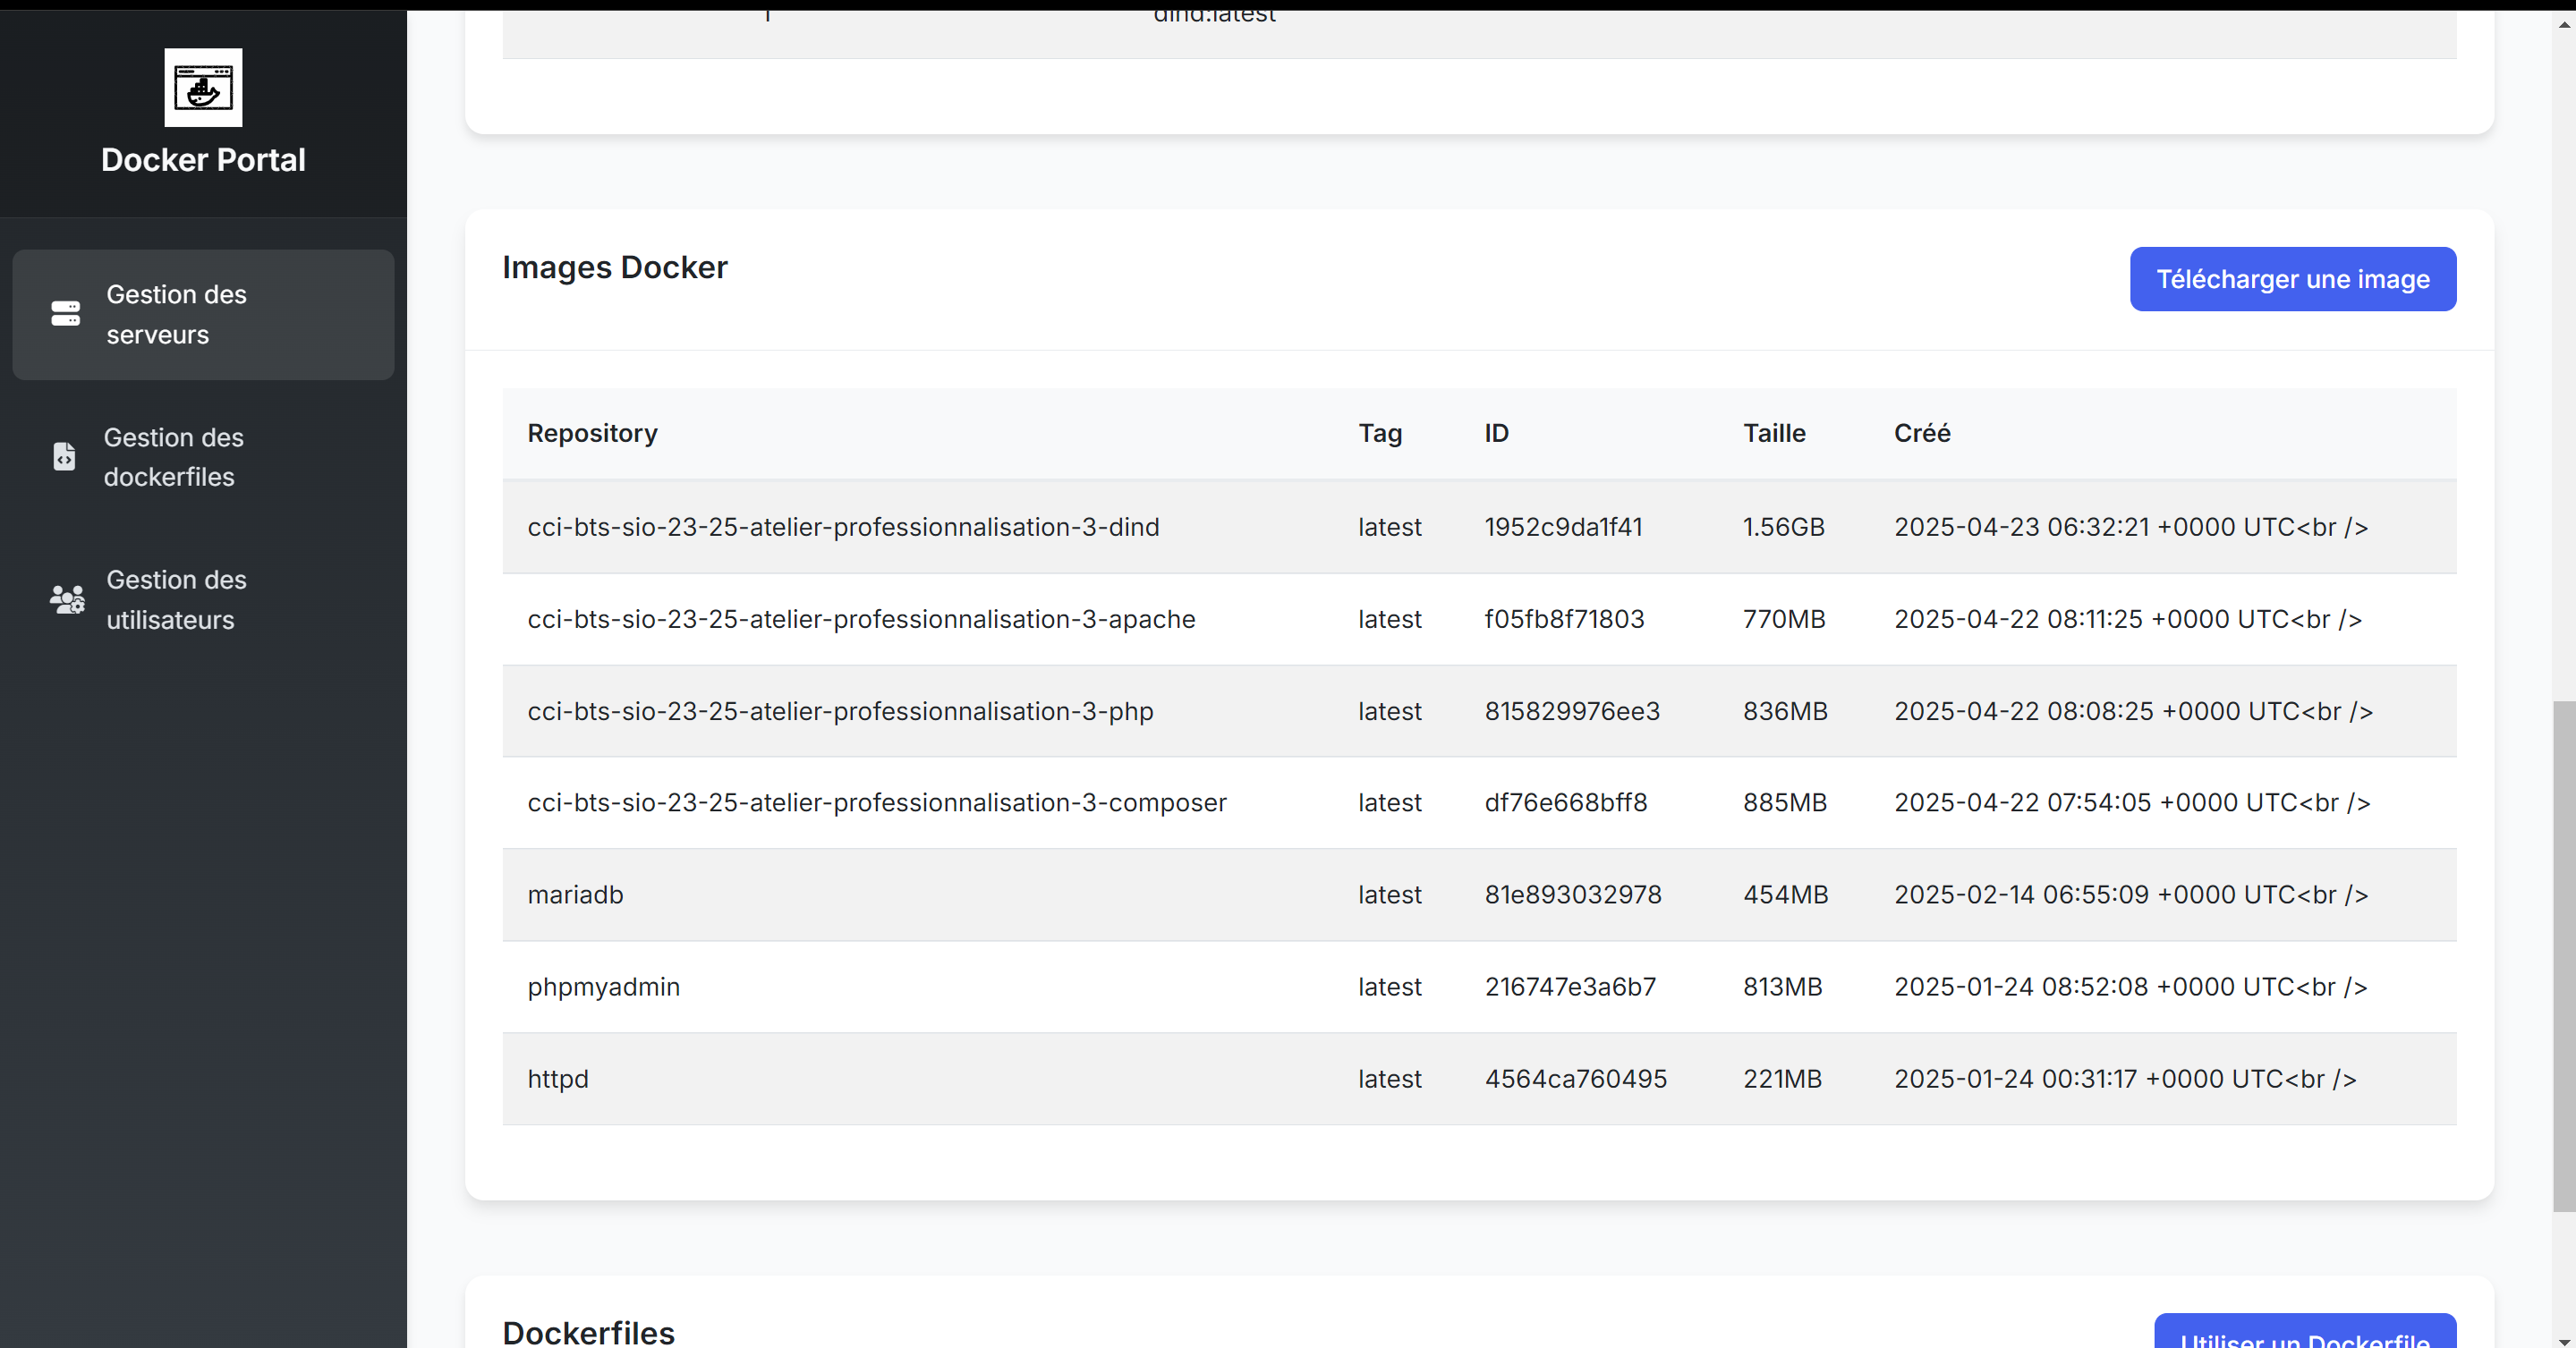 dind:latest
Docker Portal
Gestion des
serveurs
Gestion des
dockerfiles
Gestion des
utilisateurs
Images Docker
Télécharger une image
Repository Tag ID Taille Créé
cci-bts-sio-23-25-atelier-professionnalisation-3-dind latest 1952c9da1f41 1.56GB 2025-04-23 06:32:21 +0000 UTC<br />
cci-bts-sio-23-25-atelier-professionnalisation-3-apache latest f05fb8f71803 770MB 2025-04-22 08:11:25 +0000 UTC<br />
cci-bts-sio-23-25-atelier-professionnalisation-3-php latest 815829976ee3 836MB 2025-04-22 08:08:25 +0000 UTC<br />
cci-bts-sio-23-25-atelier-professionnalisation-3-composer latest df76e668bff8 885MB 2025-04-22 07:54:05 +0000 UTC<br />
mariadb latest 81e893032978 454MB 2025-02-14 06:55:09 +0000 UTC<br />
phpmyadmin latest 216747e3a6b7 813MB 2025-01-24 08:52:08 +0000 UTC<br />
httpd latest 4564ca760495 221MB 2025-01-24 00:31:17 +0000 UTC<br />
Dockerfiles
Utiliser un Dockerfile